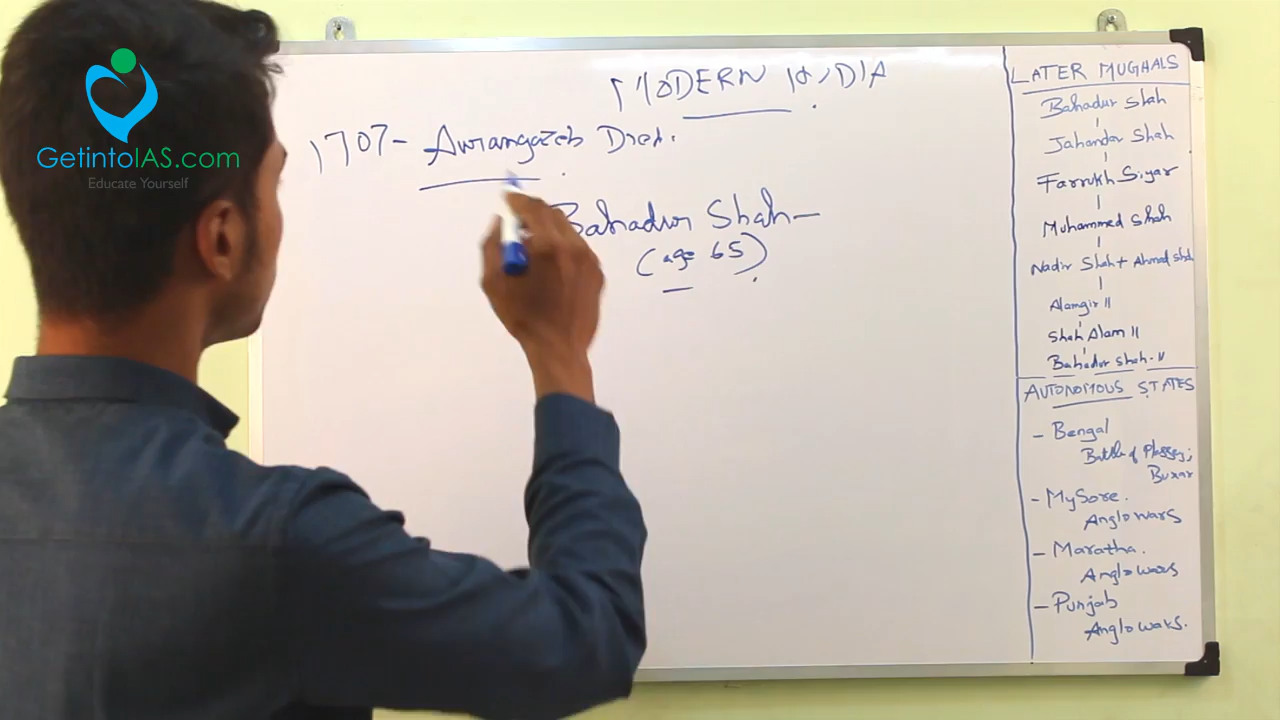 GetintoIAS.com
Educate Yourself
MODERN INDIA
1707- Aurangazeb Died.
Bahadur Shah-
(age 65)
LATER MUGHALS
Bahadur Shah
Jahandar Shah
Farrukh Siyar
Muhammed Shah
Nadir Shah + Ahmad Shah
Alamgir II
Shah Alam II
Bahadur Shah-II
AUTONOMOUS STATES
- Bengal
Battle of Plassey;
Buxar
- MySore.
Anglo wars
- Maratha.
Anglo wars
- Punjab
Anglo wars.